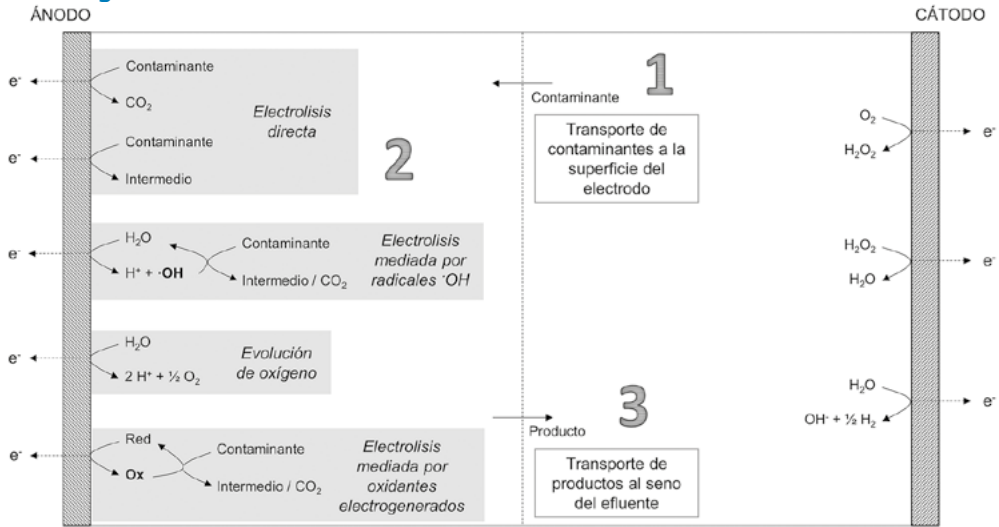 ÁNODO
CÁTODO
e-
Contaminante
CO₂
Electrolisis
directa
e-
Contaminante
Intermedio
2
e-
H₂O
H⁺ + ·OH
Contaminante
Intermedio / CO₂
Electrolisis
mediada por
radicales ·OH
e-
H₂O
2 H⁺ + ½ O₂
Evolución
de oxígeno
e-
Red
Ox
Contaminante
Intermedio / CO₂
Electrolisis
mediada por
oxidantes
electrogenerados
1
Contaminante
Transporte de
contaminantes a la
superficie del
electrodo
3
Producto
Transporte de
productos al seno
del efluente
O₂
H₂O₂
e-
H₂O₂
H₂O
e-
H₂O
OH⁻ + ½ H₂
e-